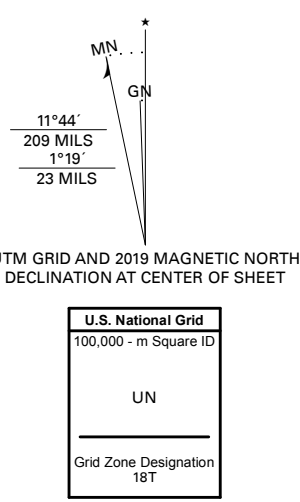 ★
MN
GN
11°44´
209 MILS
1°19´
23 MILS
UTM GRID AND 2019 MAGNETIC NORTH
DECLINATION AT CENTER OF SHEET
U.S. National Grid
100,000 - m Square ID
UN
Grid Zone Designation
18T